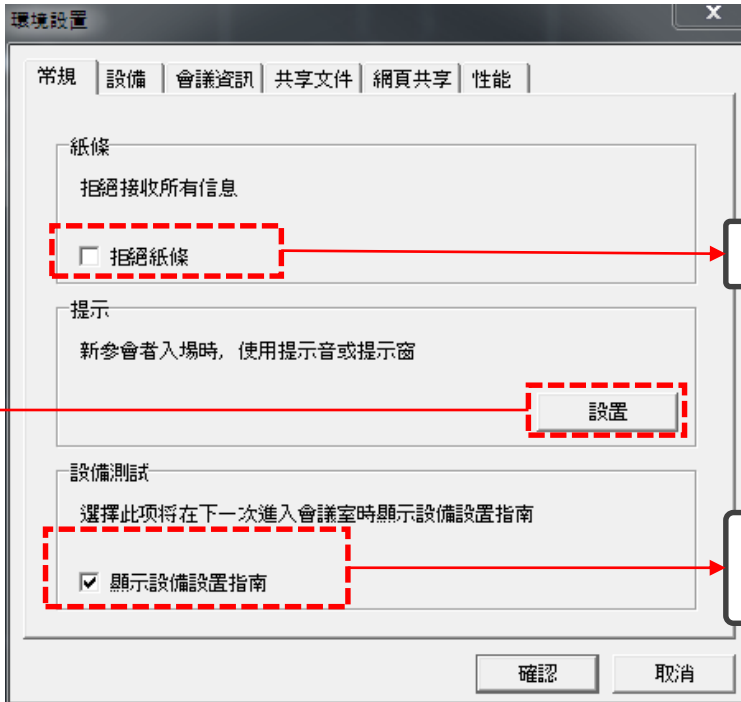 環境設置
x
常規 設備 會議資訊 共享文件 網頁共享 性能
紙條
拒絕接收所有信息
拒絕紙條
提示
新参會者入場時, 使用提示音或提示窗
設置
設備測試
選擇此项将在下一次進入會議室時顯示設備設置指南
顯示設備設置指南
確認 取消